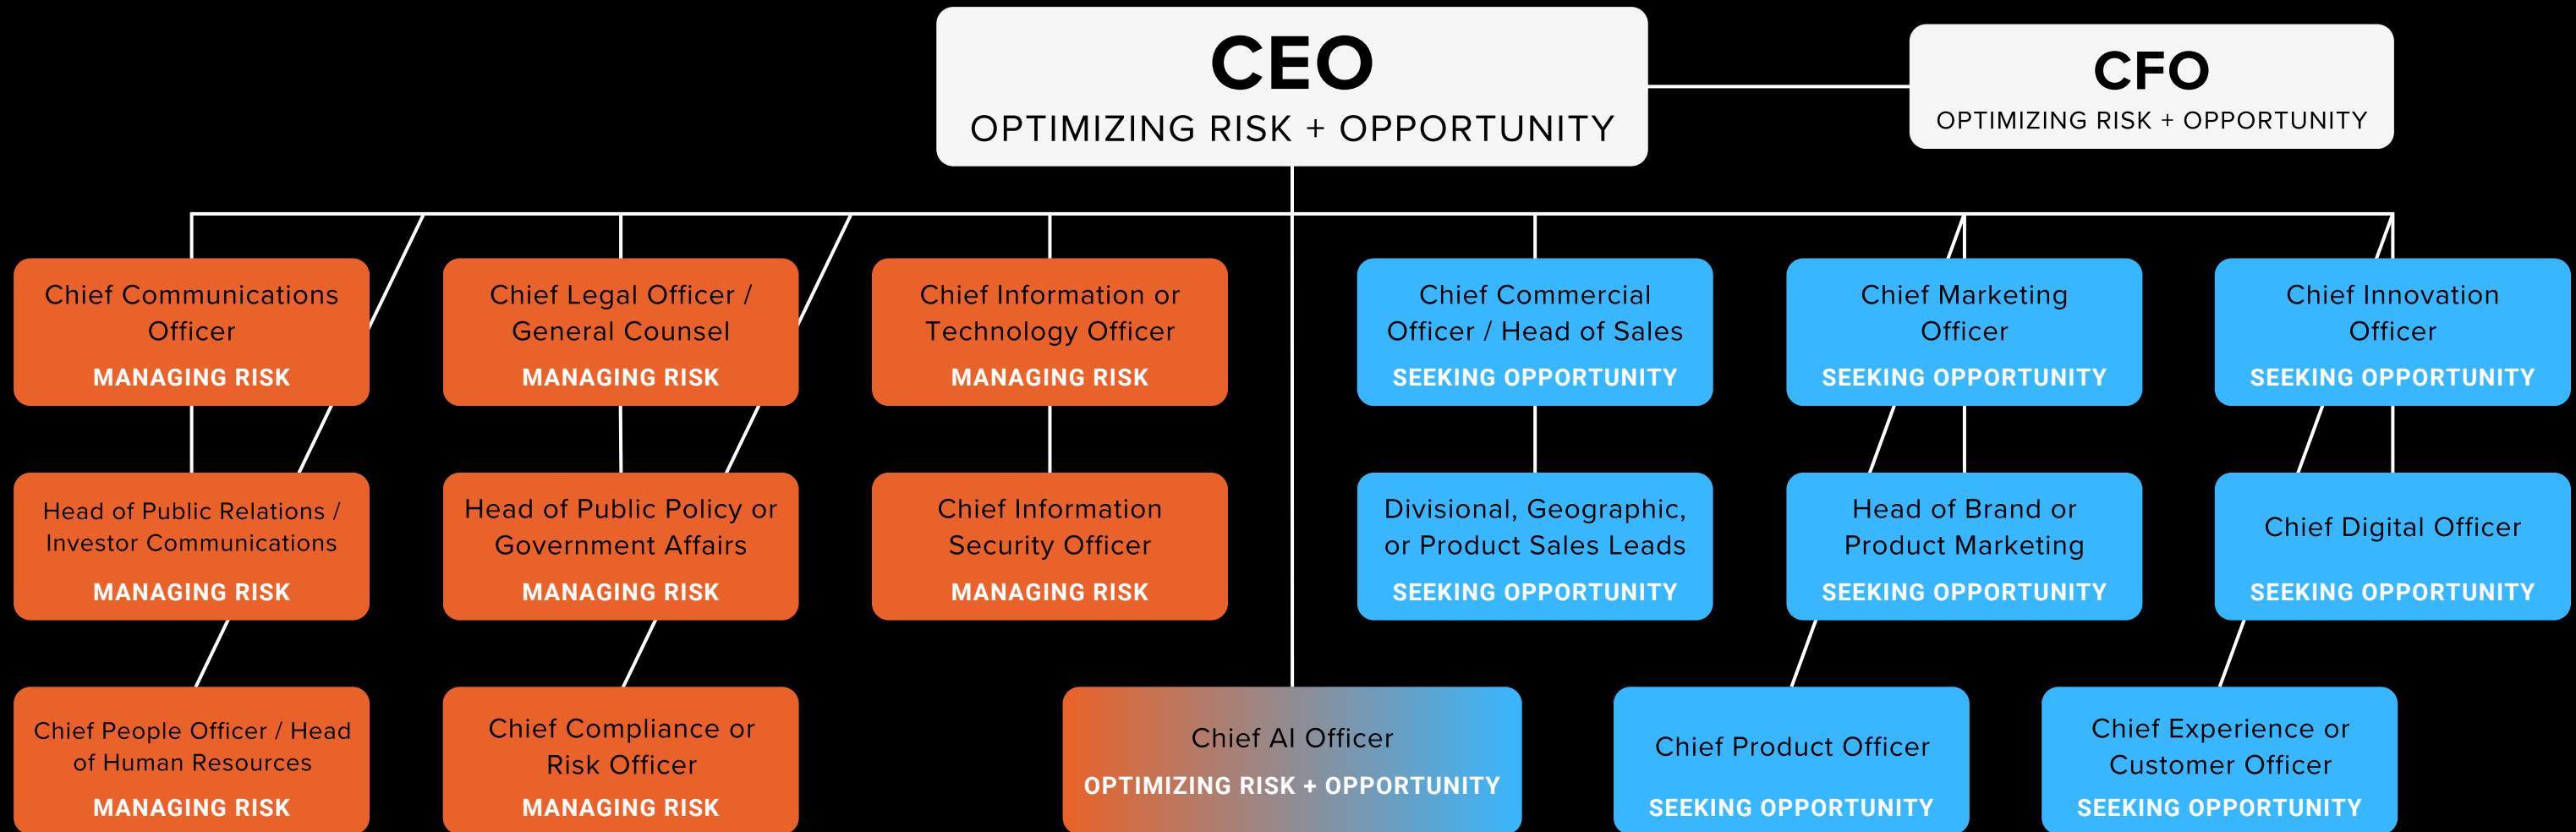 CEO
OPTIMIZING RISK + OPPORTUNITY
CFO
OPTIMIZING RISK + OPPORTUNITY
Chief Communications
Officer
MANAGING RISK
Chief Legal Officer /
General Counsel
MANAGING RISK
Chief Information or
Technology Officer
MANAGING RISK
Chief Commercial
Officer / Head of Sales
SEEKING OPPORTUNITY
Chief Marketing
Officer
SEEKING OPPORTUNITY
Chief Innovation
Officer
SEEKING OPPORTUNITY
Head of Public Relations /
Investor Communications
MANAGING RISK
Head of Public Policy or
Government Affairs
MANAGING RISK
Chief Information
Security Officer
MANAGING RISK
Divisional, Geographic,
or Product Sales Leads
SEEKING OPPORTUNITY
Head of Brand or
Product Marketing
SEEKING OPPORTUNITY
Chief Digital Officer
SEEKING OPPORTUNITY
Chief People Officer / Head
of Human Resources
MANAGING RISK
Chief Compliance or
Risk Officer
MANAGING RISK
Chief AI Officer
OPTIMIZING RISK + OPPORTUNITY
Chief Product Officer
SEEKING OPPORTUNITY
Chief Experience or
Customer Officer
SEEKING OPPORTUNITY